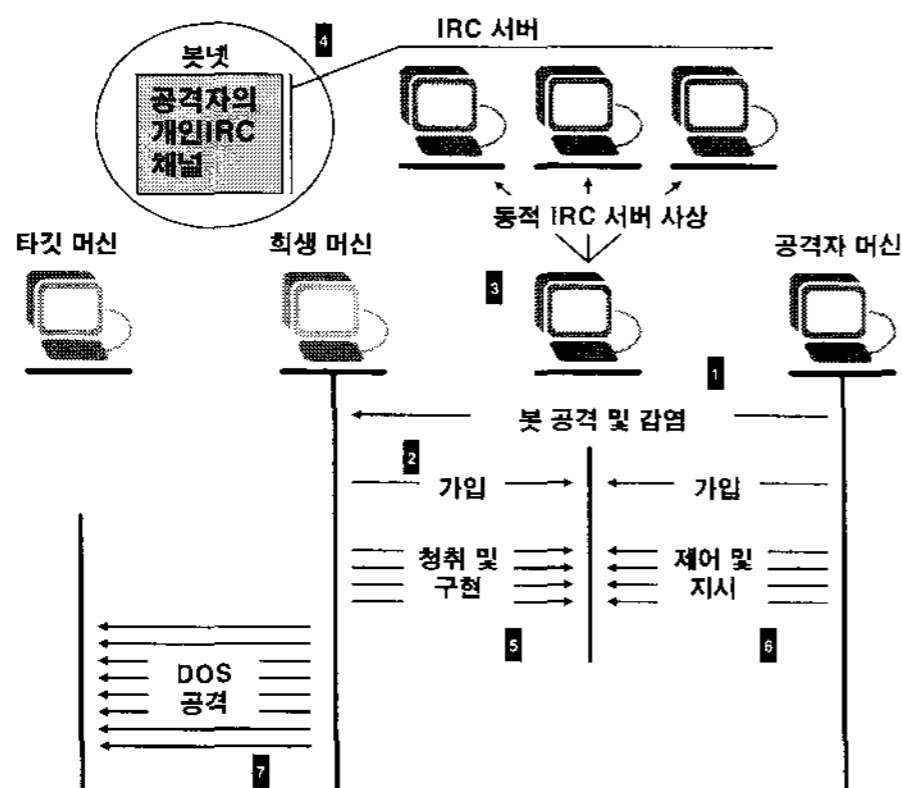 4
IRC 서버
봇넷
공격자의
개인IRC
채널
동적 IRC 서버 사상
타깃 머신
희생 머신
공격자 머신
3
1
봇 공격 및 감염
2
가입
가입
청취 및
구현
제어 및
지시
5
6
DOS
공격
7